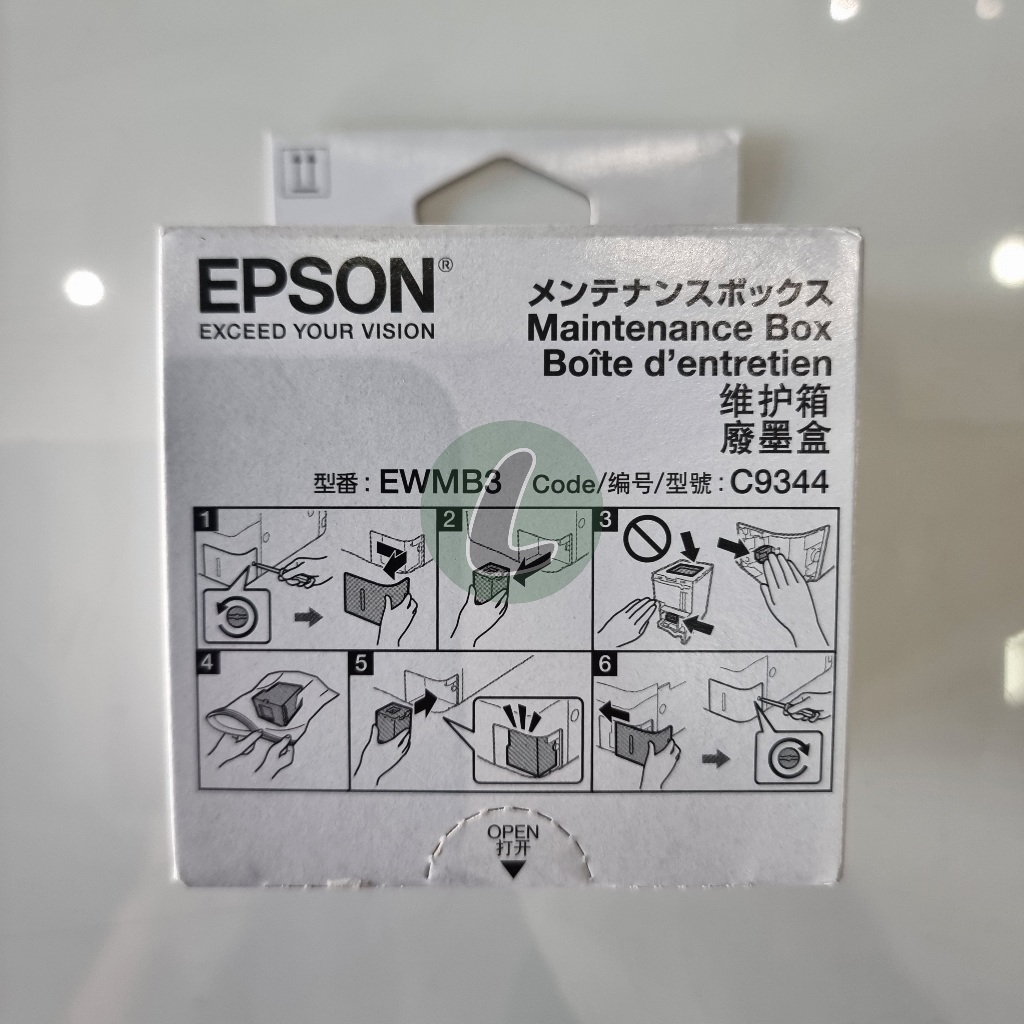 EPSON®
EXCEED YOUR VISION
メンテナンスボックス
Maintenance Box
Boîte d'entretien
维护箱
廢墨盒
型番 : EWMB3 Code/编号/型號 : C9344
1
2
3
4
5
6
OPEN
打开